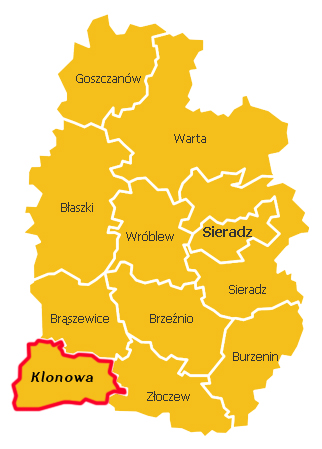 Goszczanów
Warta
Błaszki
Wróblew
Sieradz
Sieradz
Brąszewice
Brzeźnio
Burzenin
Klonowa
Złoczew